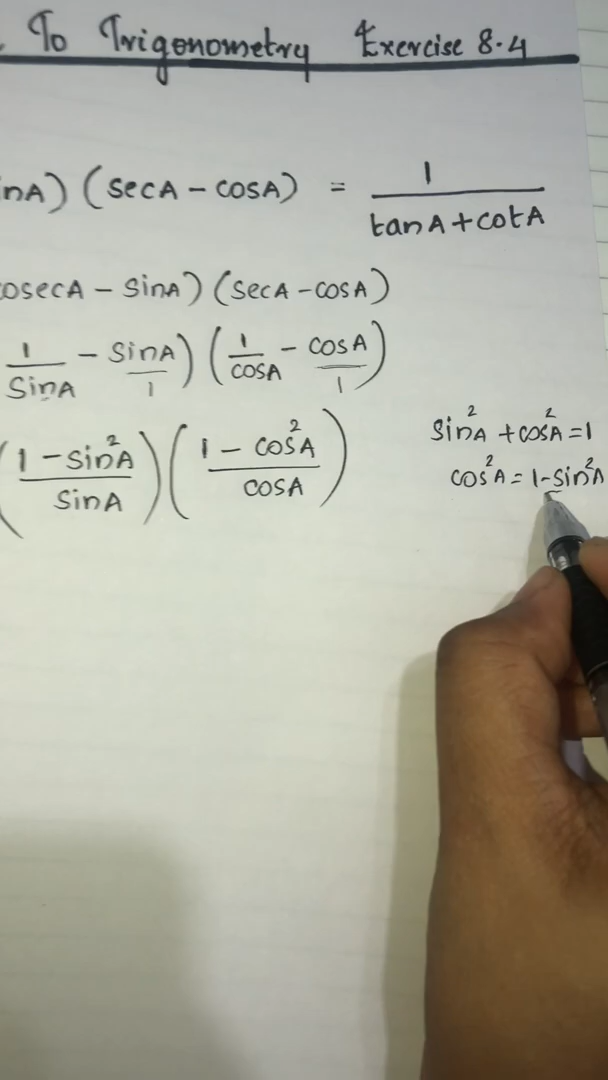 To Trigonometry Exercise 8.4
nA) (secA - cosA) = 1 / tanA + cotA
osecA - sinA) (secA - cosA)
1/sinA - sinA/1) (1/cosA - cosA/1)
(1 - sin²A / sinA) (1 - cos²A / cosA)
sin²A + cos²A = 1
cos²A = 1 - sin²A